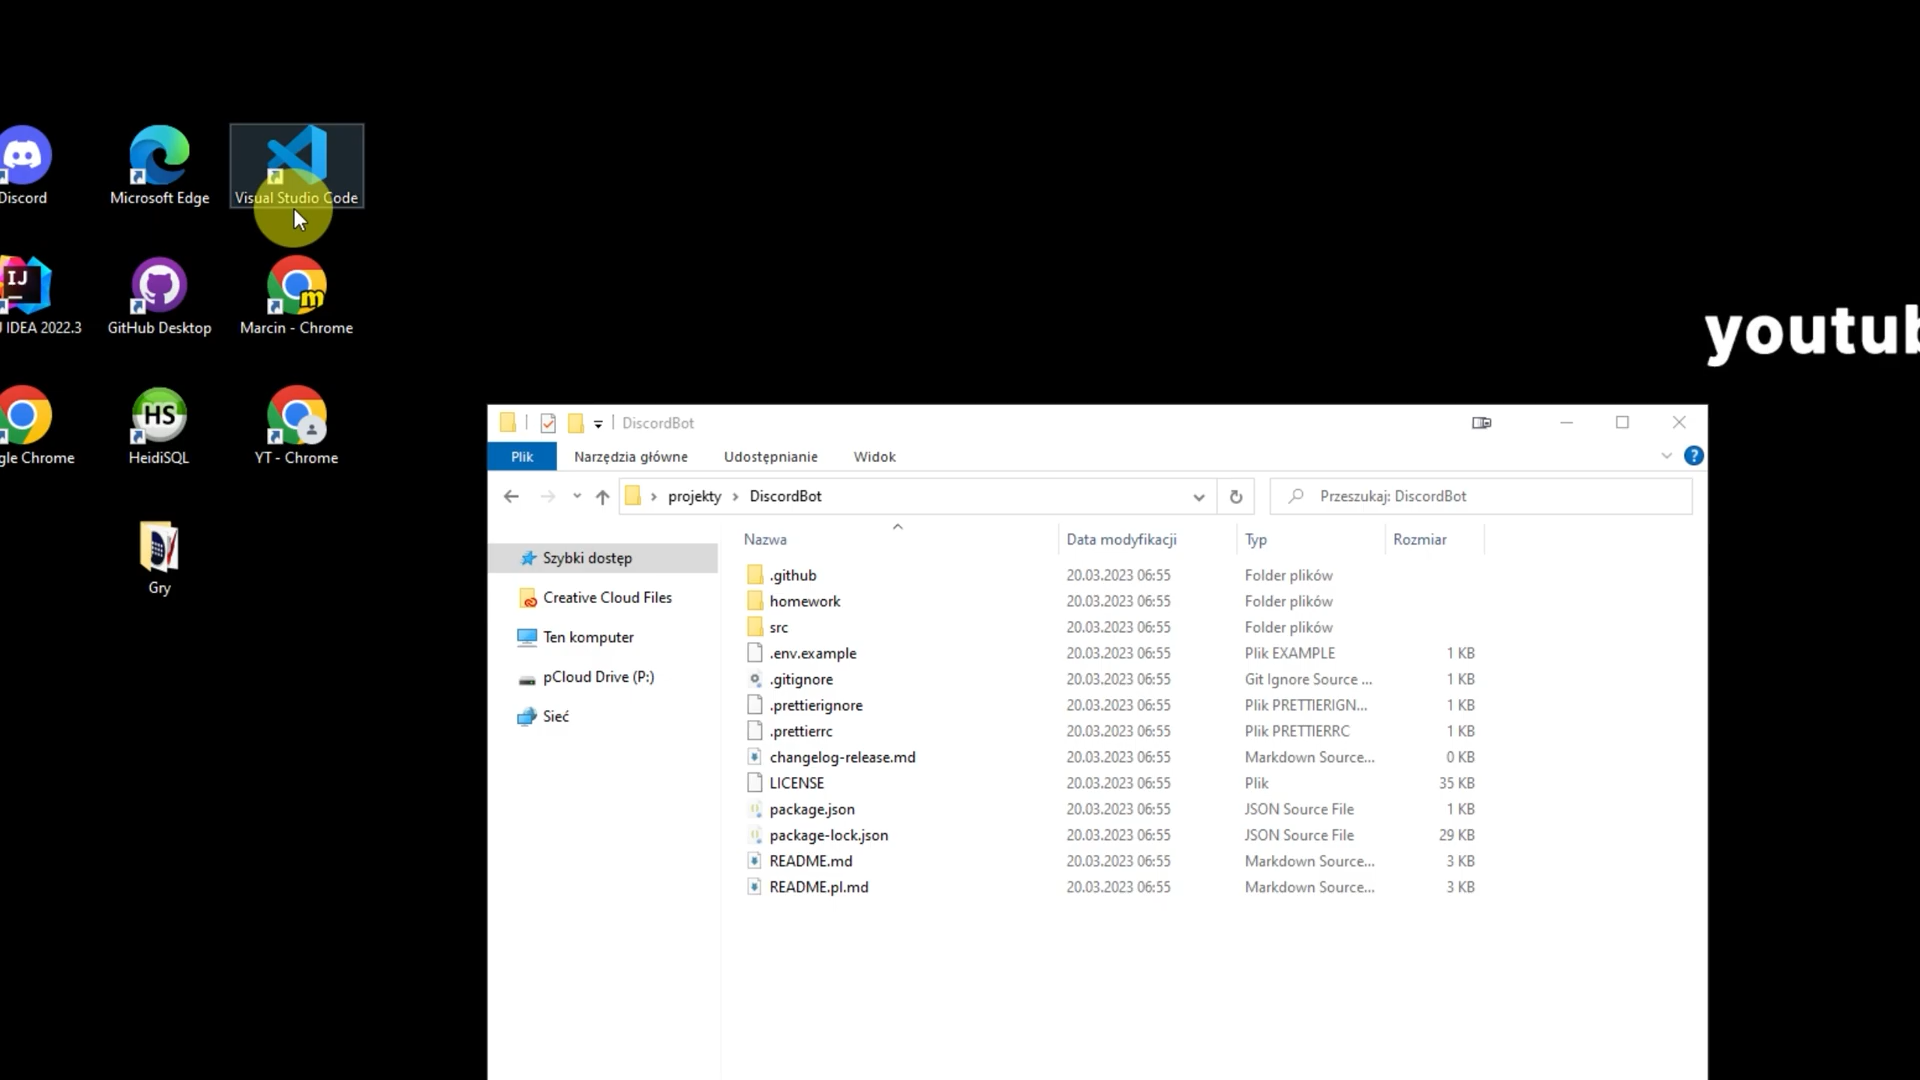 Discord
Microsoft Edge
Visual Studio Code
IJ
J IDEA 2022.3
GitHub Desktop
m
Marcin - Chrome
gle Chrome
HS
HeidiSQL
YT - Chrome
Gry
youtub
DiscordBot
Plik
Narzędzia główne
Udostępnianie
Widok
?
projekty
DiscordBot
Przeszukaj: DiscordBot
Szybki dostęp
Creative Cloud Files
Ten komputer
pCloud Drive (P:)
Sieć
Nazwa Data modyfikacji Typ Rozmiar
.github 20.03.2023 06:55 Folder plików
homework 20.03.2023 06:55 Folder plików
src 20.03.2023 06:55 Folder plików
.env.example 20.03.2023 06:55 Plik EXAMPLE 1 KB
.gitignore 20.03.2023 06:55 Git Ignore Source ... 1 KB
.prettierignore 20.03.2023 06:55 Plik PRETTIERIGN... 1 KB
.prettierrc 20.03.2023 06:55 Plik PRETTIERRC 1 KB
changelog-release.md 20.03.2023 06:55 Markdown Source... 0 KB
LICENSE 20.03.2023 06:55 Plik 35 KB
package.json 20.03.2023 06:55 JSON Source File 1 KB
package-lock.json 20.03.2023 06:55 JSON Source File 29 KB
README.md 20.03.2023 06:55 Markdown Source... 3 KB
README.pl.md 20.03.2023 06:55 Markdown Source... 3 KB